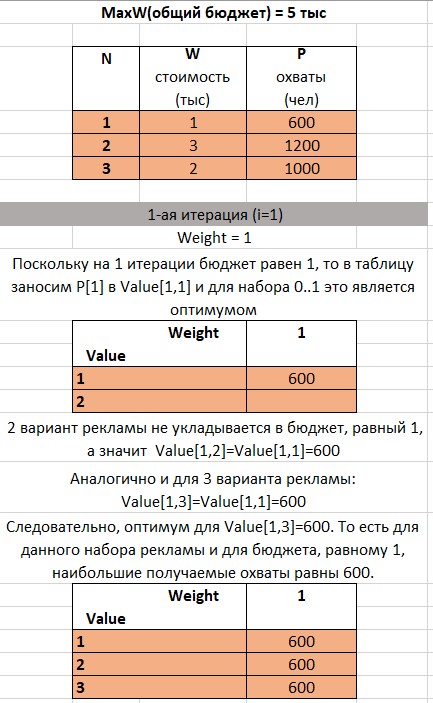 MaxW(общий бюджет) = 5 тыс
N W P
стоимость охваты
(тыс) (чел)
1 1 600
2 3 1200
3 2 1000
1-ая итерация (i=1)
Weight = 1
Поскольку на 1 итерации бюджет равен 1, то в таблицу
заносим P[1] в Value[1,1] и для набора 0..1 это является
оптимумом
Weight 1
Value
1 600
2
2 вариант рекламы не укладывается в бюджет, равный 1,
а значит Value[1,2]=Value[1,1]=600
Аналогично и для 3 варианта рекламы:
Value[1,3]=Value[1,1]=600
Следовательно, оптимум для Value[1,3]=600. То есть для
данного набора рекламы и для бюджета, равному 1,
наибольшие получаемые охваты равны 600.
Weight 1
Value
1 600
2 600
3 600